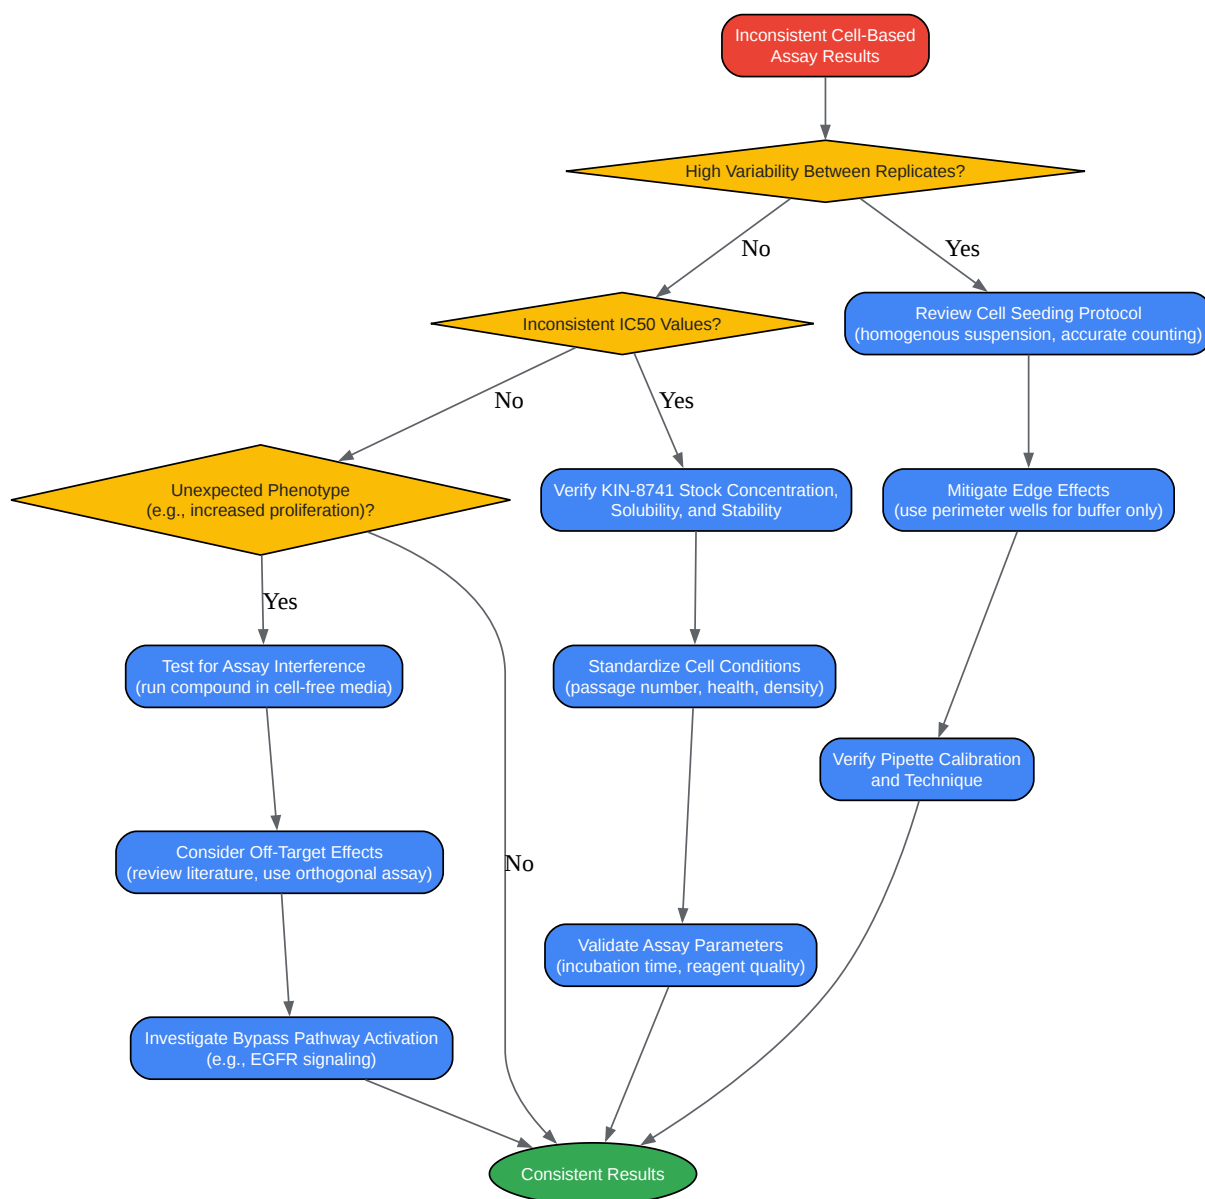 Inconsistent Cell-Based
Assay Results
High Variability Between Replicates?
No
Yes
Inconsistent IC50 Values?
Review Cell Seeding Protocol
(homogenous suspension, accurate counting)
No
Yes
Unexpected Phenotype
(e.g., increased proliferation)?
Verify KIN-8741 Stock Concentration,
Solubility, and Stability
Mitigate Edge Effects
(use perimeter wells for buffer only)
Yes
Test for Assay Interference
(run compound in cell-free media)
Standardize Cell Conditions
(passage number, health, density)
Verify Pipette Calibration
and Technique
Consider Off-Target Effects
(review literature, use orthogonal assay)
No
Validate Assay Parameters
(incubation time, reagent quality)
Investigate Bypass Pathway Activation
(e.g., EGFR signaling)
Consistent Results